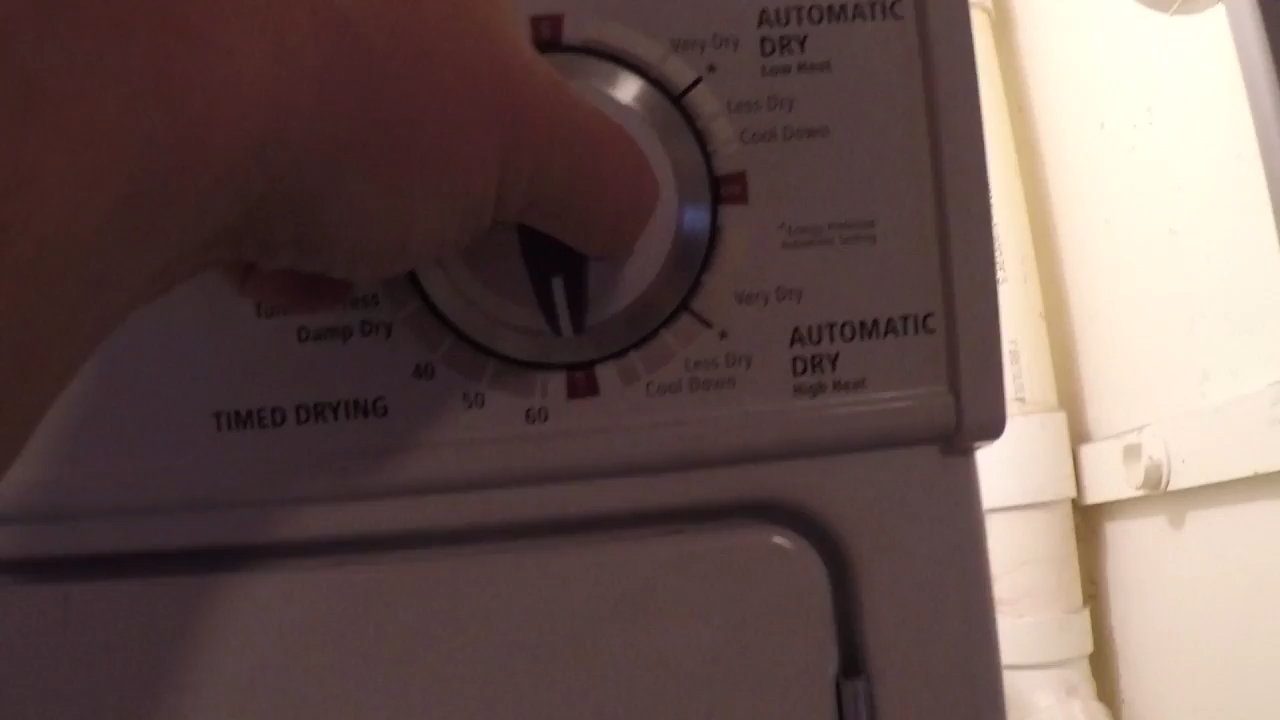 AUTOMATIC
DRY
Low Heat
Very Dry
*
Less Dry
Cool Down
Very Dry
*
AUTOMATIC
DRY
High Heat
Less Dry
Cool Down
Damp Dry
40
50
60
TIMED DRYING